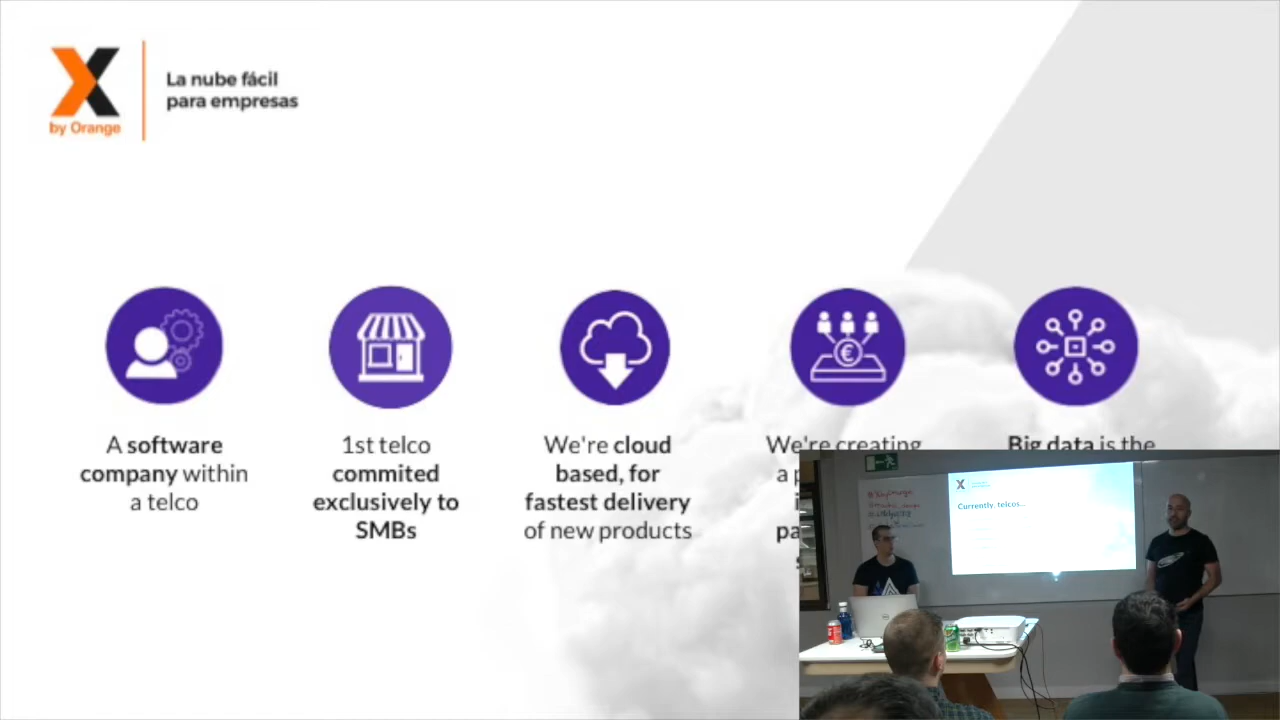 X
by Orange
La nube fácil
para empresas
A software
company within
a telco
1st telco
commited
exclusively to
SMBs
We're cloud
based, for
fastest delivery
of new products
We're creating
a
Big data is the
Currently, telcos...